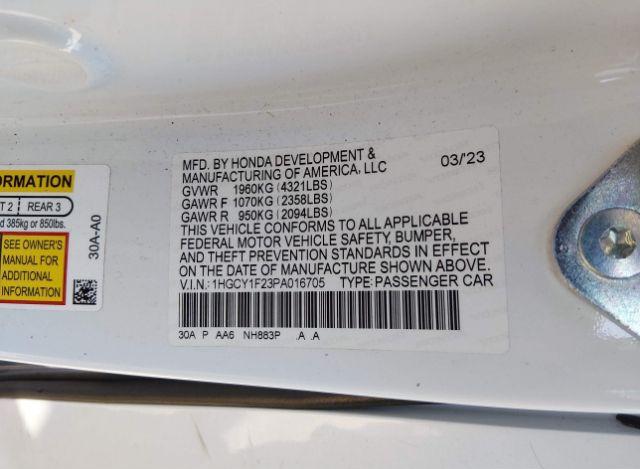 ORMATION
T 2 REAR 3
d 385kg or 850lbs.
SEE OWNER'S
MANUAL FOR
ADDITIONAL
INFORMATION
30A-A0
MFD. BY HONDA DEVELOPMENT & 03/'23
MANUFACTURING OF AMERICA, LLC
GVWR 1960KG (4321LBS)
GAWR F 1070KG (2358LBS)
GAWR R 950KG (2094LBS)
THIS VEHICLE CONFORMS TO ALL APPLICABLE
FEDERAL MOTOR VEHICLE SAFETY, BUMPER,
AND THEFT PREVENTION STANDARDS IN EFFECT
ON THE DATE OF MANUFACTURE SHOWN ABOVE.
V.I.N.: 1HGCY1F23PA016705 TYPE: PASSENGER CAR
30A P AA6 NH883P .A .A